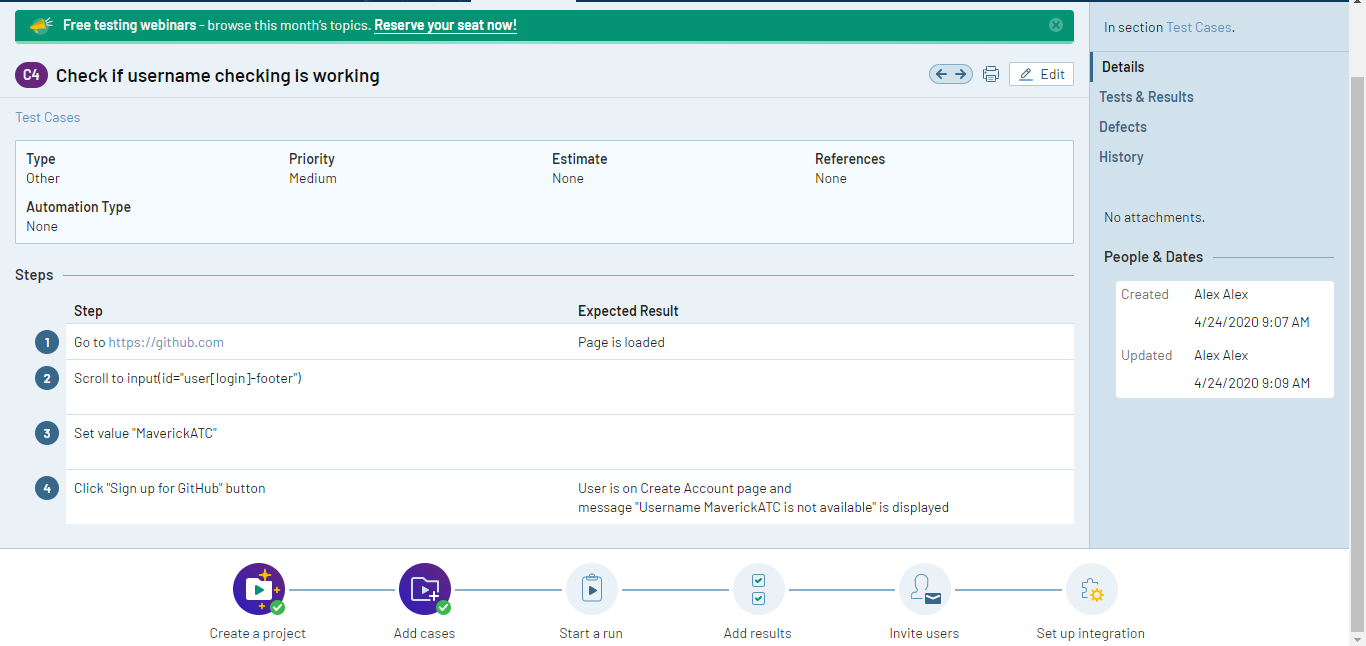 Free testing webinars - browse this month's topics. Reserve your seat now!
C4 Check if username checking is working
Edit
Test Cases
Type Priority Estimate References
Other Medium None None
Automation Type
None
Steps
Step Expected Result
1 Go to https://github.com Page is loaded
2 Scroll to input(id="user[login]-footer")
3 Set value "MaverickATC"
4 Click "Sign up for GitHub" button User is on Create Account page and
message "Username MaverickATC is not available" is displayed
In section Test Cases.
Details
Tests & Results
Defects
History
No attachments.
People & Dates
Created Alex Alex
4/24/2020 9:07 AM
Updated Alex Alex
4/24/2020 9:09 AM
Create a project Add cases Start a run Add results Invite users Set up integration